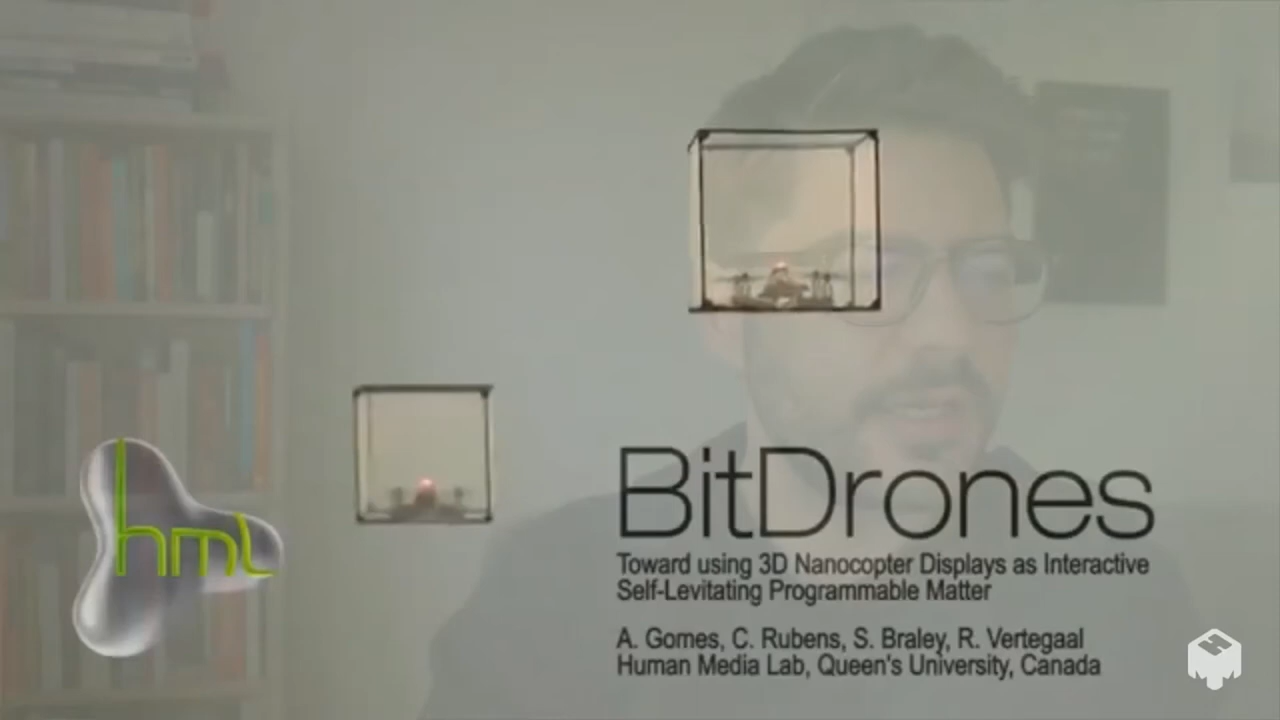 hml
BitDrones
Toward using 3D Nanocopter Displays as Interactive
Self-Levitating Programmable Matter
A. Gomes, C. Rubens, S. Braley, R. Vertegaal
Human Media Lab, Queen's University, Canada